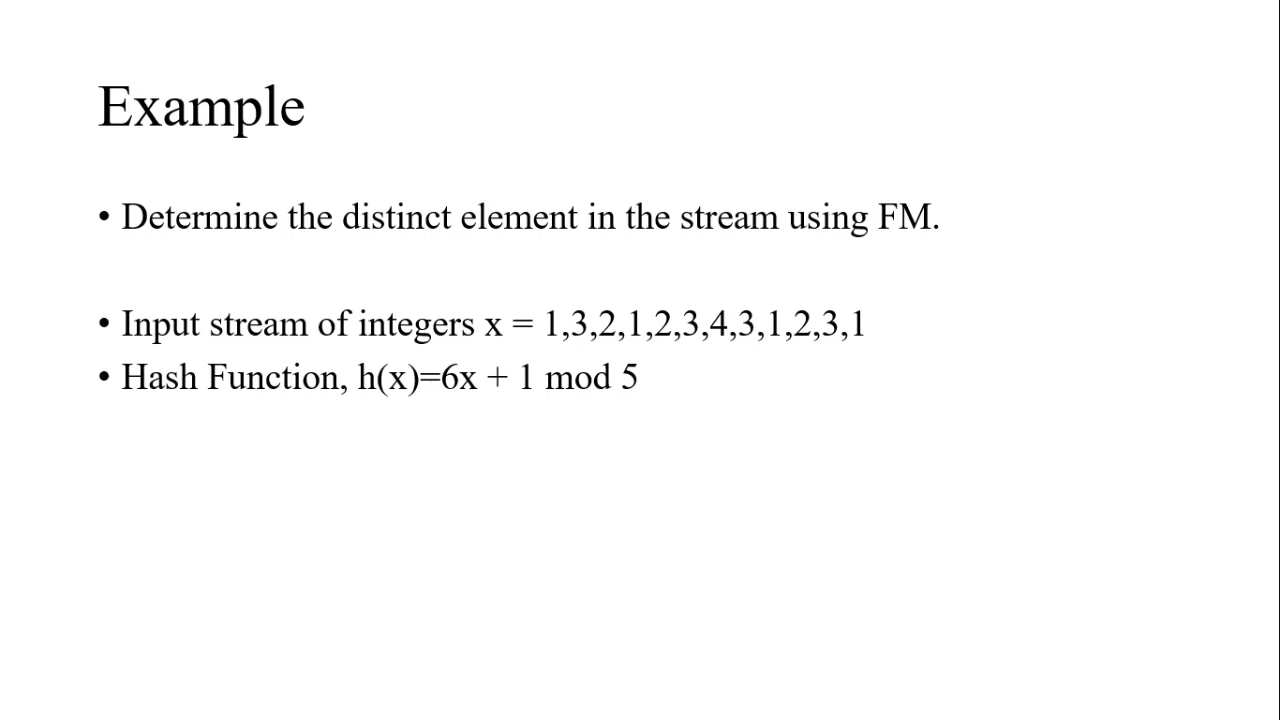 Example
• Determine the distinct element in the stream using FM.
• Input stream of integers x = 1,3,2,1,2,3,4,3,1,2,3,1
• Hash Function, h(x)=6x + 1 mod 5